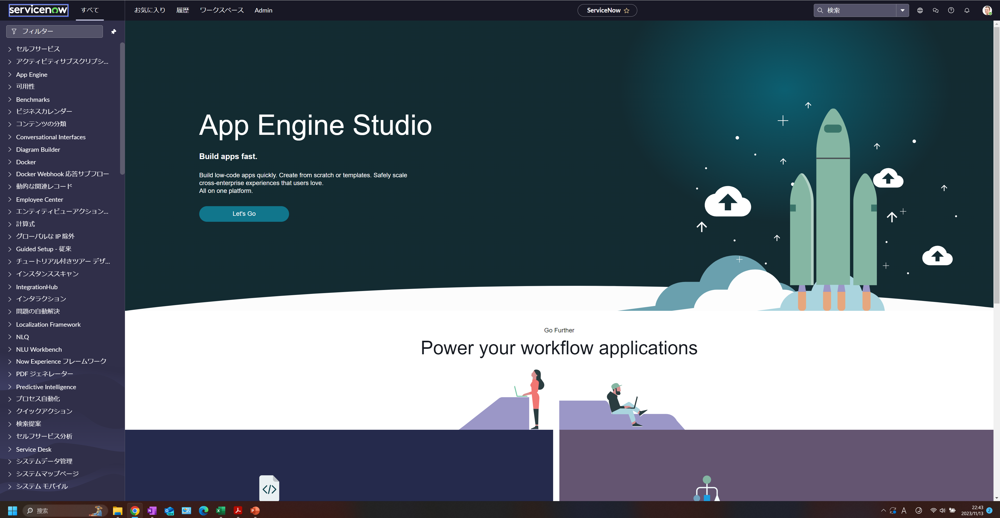 servicenow
すべて
お気に入り
履歴
ワークスペース
Admin
ServiceNow
検索
フィルター
セルフサービス
アクティビティサブスクリプシ...
App Engine
可用性
Benchmarks
ビジネスカレンダー
コンテンツの分類
Conversational Interfaces
Diagram Builder
Docker
Docker Webhook 応答サブフロー
動的な関連レコード
Employee Center
エンティティビューアクション...
計算式
グローバルな IP 除外
Guided Setup - 従来
チュートリアル付きツアー デザ...
インスタンススキャン
IntegrationHub
インタラクション
問題の自動解決
Localization Framework
NLQ
NLU Workbench
Now Experience フレームワーク
PDF ジェネレーター
Predictive Intelligence
プロセス自動化
クイックアクション
検索提案
セルフサービス分析
Service Desk
システムデータ管理
システムマップページ
システム モバイル
App Engine Studio
Build apps fast.
Build low-code apps quickly. Create from scratch or templates. Safely scale
cross-enterprise experiences that users love.
All on one platform.
Let's Go
Go Further
Power your workflow applications
</>
搜索
N
O
NEW
X
P
A
J
22:43
2023/11/13
2